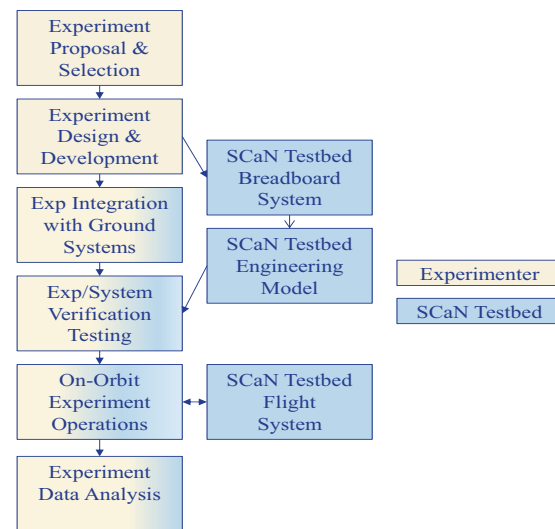 Experiment
Proposal &
Selection
Experiment
Design &
Development
SCaN Testbed
Breadboard
System
Exp Integration
with Ground
Systems
SCaN Testbed
Engineering
Model
Experimenter
SCaN Testbed
Exp/System
Verification
Testing
On-Orbit
Experiment
Operations
SCaN Testbed
Flight
System
Experiment
Data Analysis